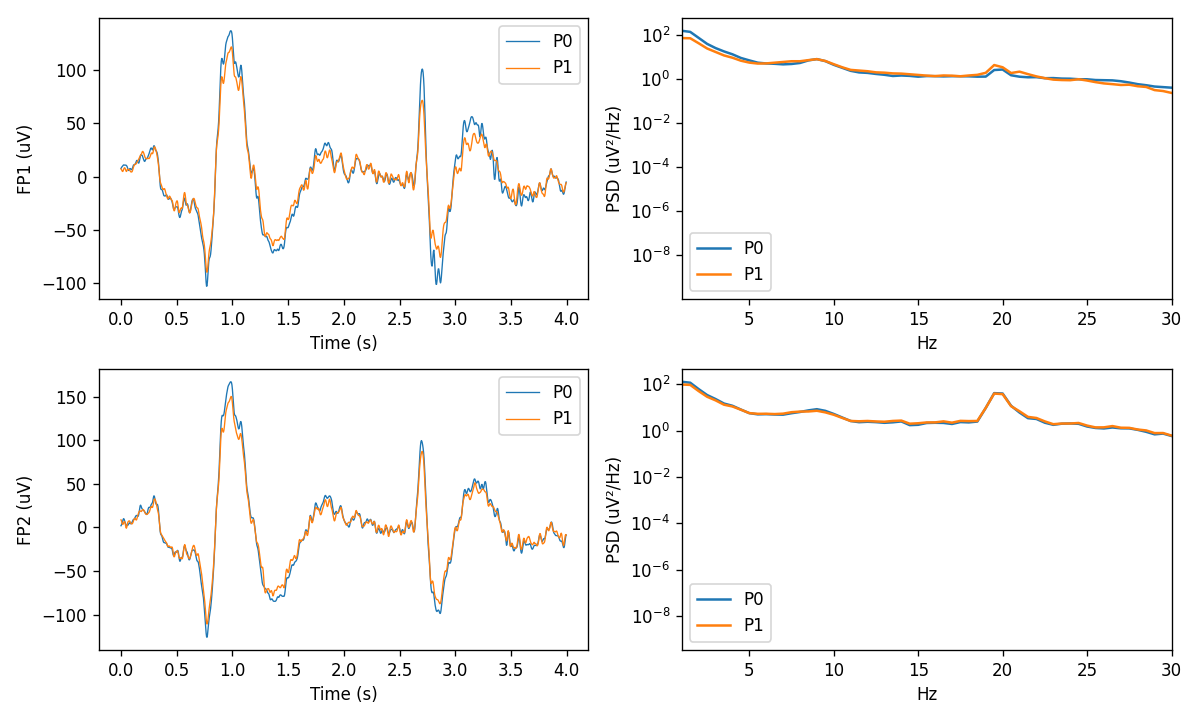 FP1 (uV)
100
50
0
−50
−100
P0
P1
0.0 0.5 1.0 1.5 2.0 2.5 3.0 3.5 4.0
Time (s)
PSD (uV²/Hz)
10²
10⁰
10⁻²
10⁻⁴
10⁻⁶
10⁻⁸
P0
P1
5 10 15 20 25 30
Hz
FP2 (uV)
150
100
50
0
−50
−100
P0
P1
0.0 0.5 1.0 1.5 2.0 2.5 3.0 3.5 4.0
Time (s)
PSD (uV²/Hz)
10²
10⁰
10⁻²
10⁻⁴
10⁻⁶
10⁻⁸
P0
P1
5 10 15 20 25 30
Hz